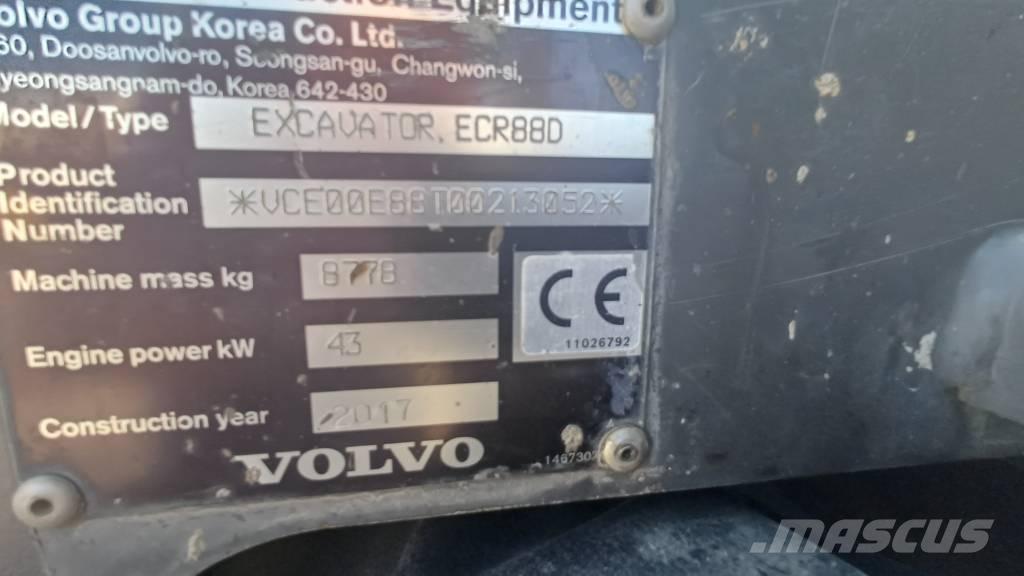 Equipment
olvo Group Korea Co. Ltd.
60, Doosanvolvo-ro, Seongsan-gu, Changwon-si,
yeongsangnam-do, Korea 642-430
Model/Type EXCAVATOR, ECR88D
Product
Identification *VCE00E88T00213052*
Number
Machine mass kg 8778
CE
11026792
Engine power kW 43
Construction year 2017
VOLVO
MASCUS